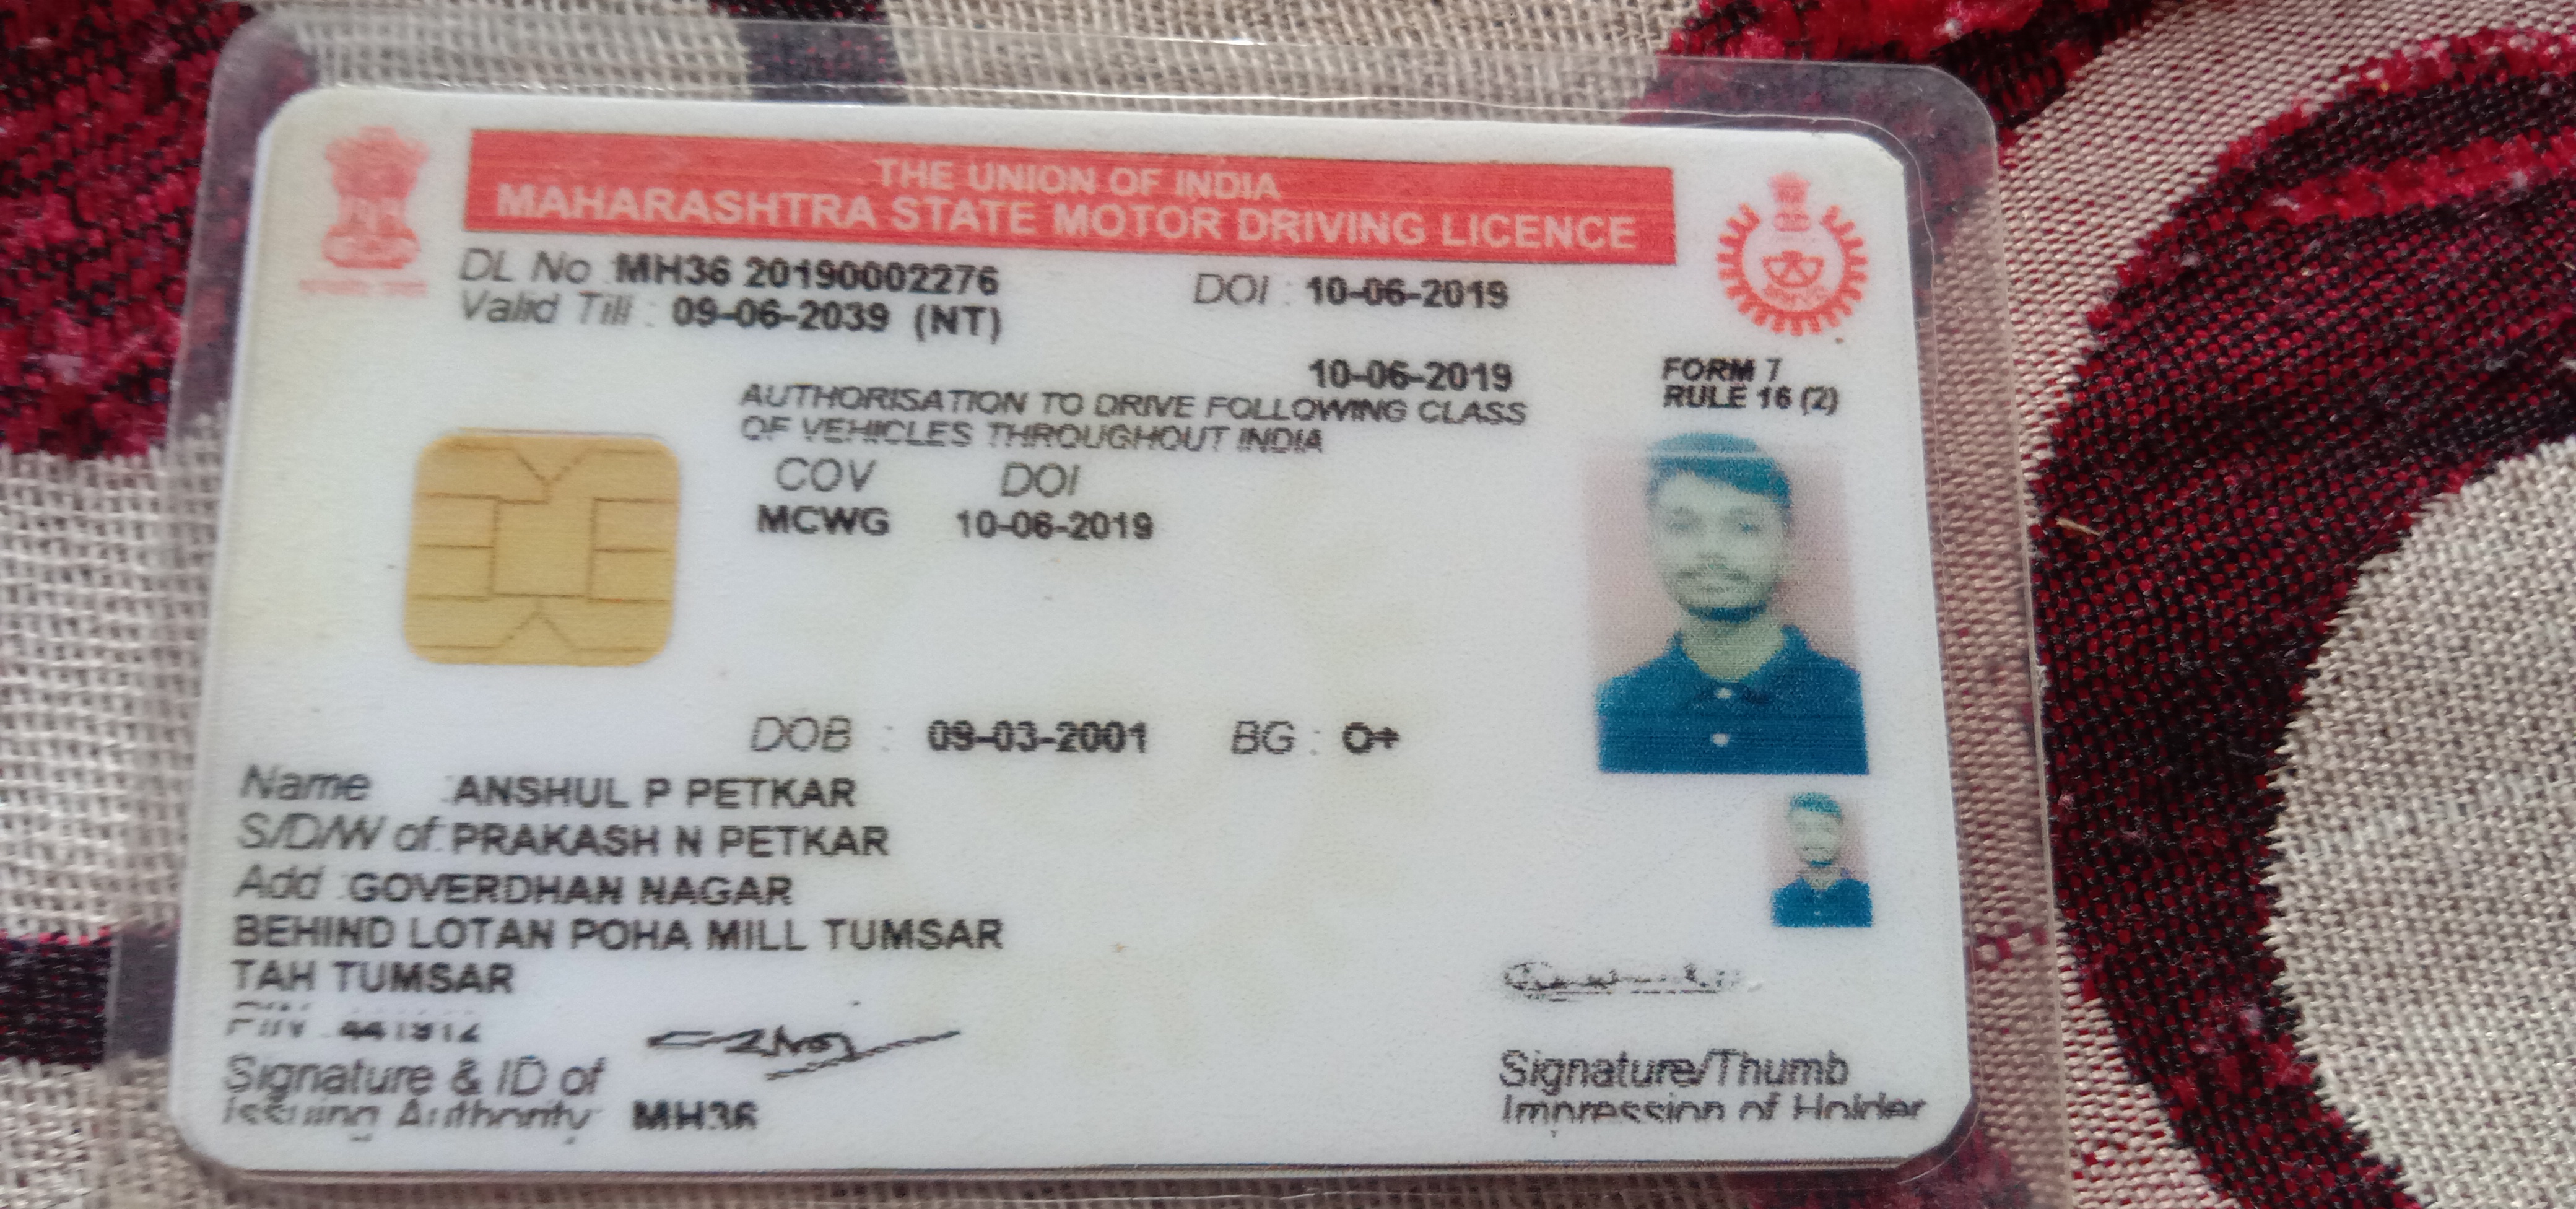 THE UNION OF INDIA
MAHARASHTRA STATE MOTOR DRIVING LICENCE
DL No MH36 20190002276 DOI : 10-06-2019
Valid Till : 09-06-2039 (NT)
10-06-2019
FORM 7
RULE 16 (2)
AUTHORISATION TO DRIVE FOLLOWING CLASS
OF VEHICLES THROUGHOUT INDIA
COV DOI
MCWG 10-06-2019
DOB : 09-03-2001 BG : O+
Name :ANSHUL P PETKAR
S/D/W of:PRAKASH N PETKAR
Add :GOVERDHAN NAGAR
BEHIND LOTAN POHA MILL TUMSAR
TAH TUMSAR
PIN 441912
Signature & ID of
Issuing Authority MH36
Signature/Thumb
Impression of Holder